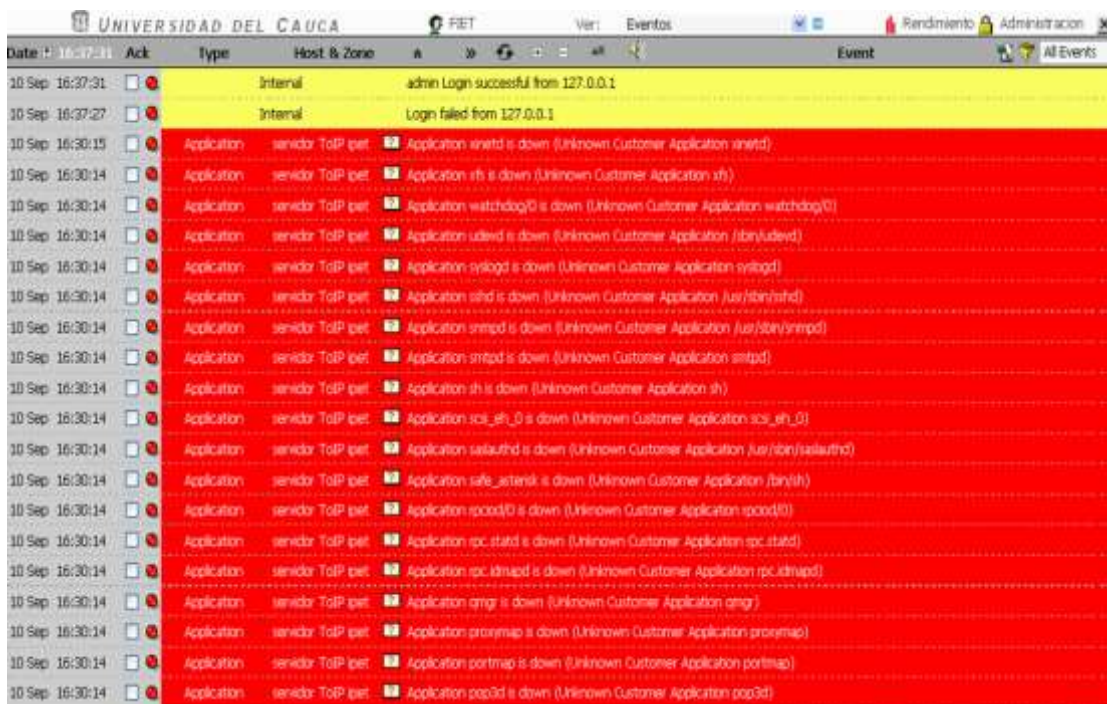 UNIVERSIDAD DEL CAUCA FIET Ver: Eventos Rendimiento Administracion
Date 16:37:31 Ack Type Host & Zone Event All Events
10 Sep 16:37:31 Internal admin Login successful from 127.0.0.1
10 Sep 16:37:27 Internal Login failed from 127.0.0.1
10 Sep 16:30:15 Application servidor ToIP ipet ? Application xinetd is down (Unknown Customer Application xinetd)
10 Sep 16:30:14 Application servidor ToIP ipet ? Application xfs is down (Unknown Customer Application xfs)
10 Sep 16:30:14 Application servidor ToIP ipet ? Application watchdog/0 is down (Unknown Customer Application watchdog/0)
10 Sep 16:30:14 Application servidor ToIP ipet ? Application udevd is down (Unknown Customer Application /sbin/udevd)
10 Sep 16:30:14 Application servidor ToIP ipet ? Application syslogd is down (Unknown Customer Application syslogd)
10 Sep 16:30:14 Application servidor ToIP ipet ? Application sshd is down (Unknown Customer Application /usr/sbin/sshd)
10 Sep 16:30:14 Application servidor ToIP ipet ? Application snmpd is down (Unknown Customer Application /usr/sbin/snmpd)
10 Sep 16:30:14 Application servidor ToIP ipet ? Application smtpd is down (Unknown Customer Application smtpd)
10 Sep 16:30:14 Application servidor ToIP ipet ? Application sh is down (Unknown Customer Application sh)
10 Sep 16:30:14 Application servidor ToIP ipet ? Application scsi_eh_0 is down (Unknown Customer Application scsi_eh_0)
10 Sep 16:30:14 Application servidor ToIP ipet ? Application saslauthd is down (Unknown Customer Application /usr/sbin/saslauthd)
10 Sep 16:30:14 Application servidor ToIP ipet ? Application safe_asterisk is down (Unknown Customer Application /bin/sh)
10 Sep 16:30:14 Application servidor ToIP ipet ? Application rpciod/0 is down (Unknown Customer Application rpciod/0)
10 Sep 16:30:14 Application servidor ToIP ipet ? Application rpc.statd is down (Unknown Customer Application rpc.statd)
10 Sep 16:30:14 Application servidor ToIP ipet ? Application rpc.idmapd is down (Unknown Customer Application rpc.idmapd)
10 Sep 16:30:14 Application servidor ToIP ipet ? Application qmgr is down (Unknown Customer Application qmgr)
10 Sep 16:30:14 Application servidor ToIP ipet ? Application proxymap is down (Unknown Customer Application proxymap)
10 Sep 16:30:14 Application servidor ToIP ipet ? Application portmap is down (Unknown Customer Application portmap)
10 Sep 16:30:14 Application servidor ToIP ipet ? Application pop3d is down (Unknown Customer Application pop3d)